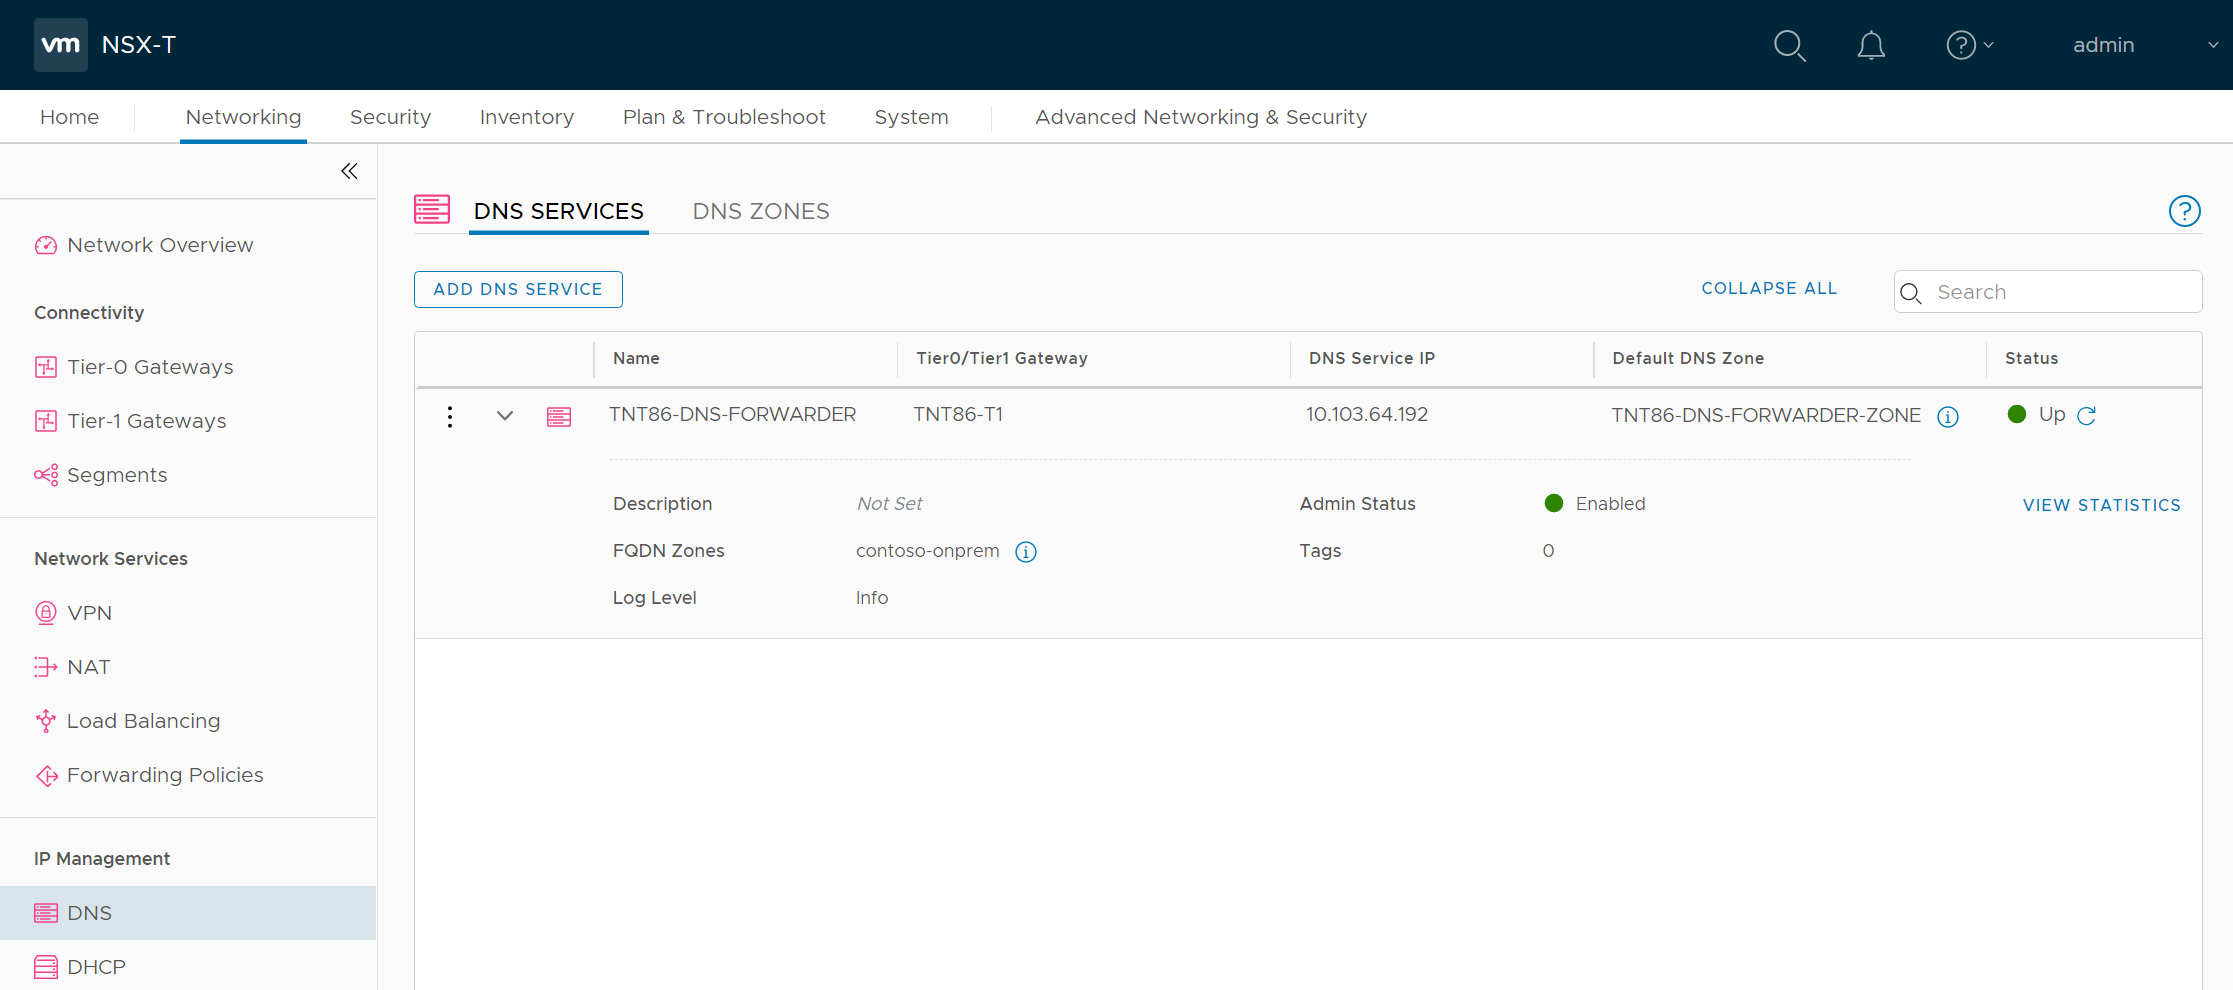 vm NSX-T admin
Home Networking Security Inventory Plan & Troubleshoot System Advanced Networking & Security
Network Overview
Connectivity
Tier-0 Gateways
Tier-1 Gateways
Segments
Network Services
VPN
NAT
Load Balancing
Forwarding Policies
IP Management
DNS
DHCP
DNS SERVICES DNS ZONES
ADD DNS SERVICE COLLAPSE ALL Search
Name Tier0/Tier1 Gateway DNS Service IP Default DNS Zone Status
TNT86-DNS-FORWARDER TNT86-T1 10.103.64.192 TNT86-DNS-FORWARDER-ZONE Up
Description Not Set Admin Status Enabled VIEW STATISTICS
FQDN Zones contoso-onprem Tags 0
Log Level Info